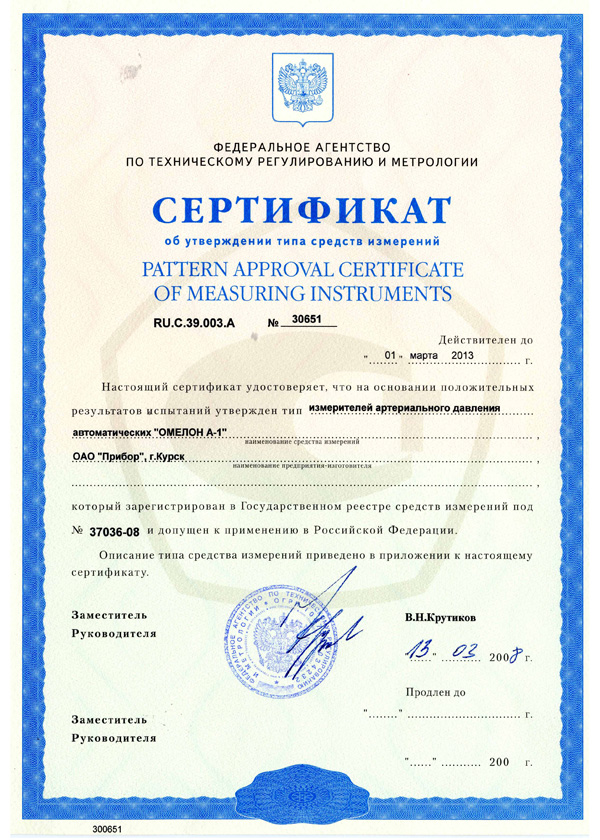 ФЕДЕРАЛЬНОЕ АГЕНТСТВО
ПО ТЕХНИЧЕСКОМУ РЕГУЛИРОВАНИЮ И МЕТРОЛОГИИ
СЕРТИФИКАТ
об утверждении типа средств измерений
PATTERN APPROVAL CERTIFICATE
OF MEASURING INSTRUMENTS
RU.C.39.003.A № 30651
Действителен до
" 01 " марта 2013 г.
Настоящий сертификат удостоверяет, что на основании положительных
результатов испытаний утвержден тип измерителей артериального давления
автоматических "ОМЕЛОН А-1" ,
наименование средства измерений
ОАО "Прибор", г.Курск ,
наименование предприятия-изготовителя
,
который зарегистрирован в Государственном реестре средств измерений под
№ 37036-08 и допущен к применению в Российской Федерации.
Описание типа средства измерений приведено в приложении к настоящему
сертификату.
Заместитель
Руководителя
В.Н.Крутиков
13 03 2008 г.
Продлен до
"........" ............................... г.
Заместитель
Руководителя
"......" ........... 200 г.
300651